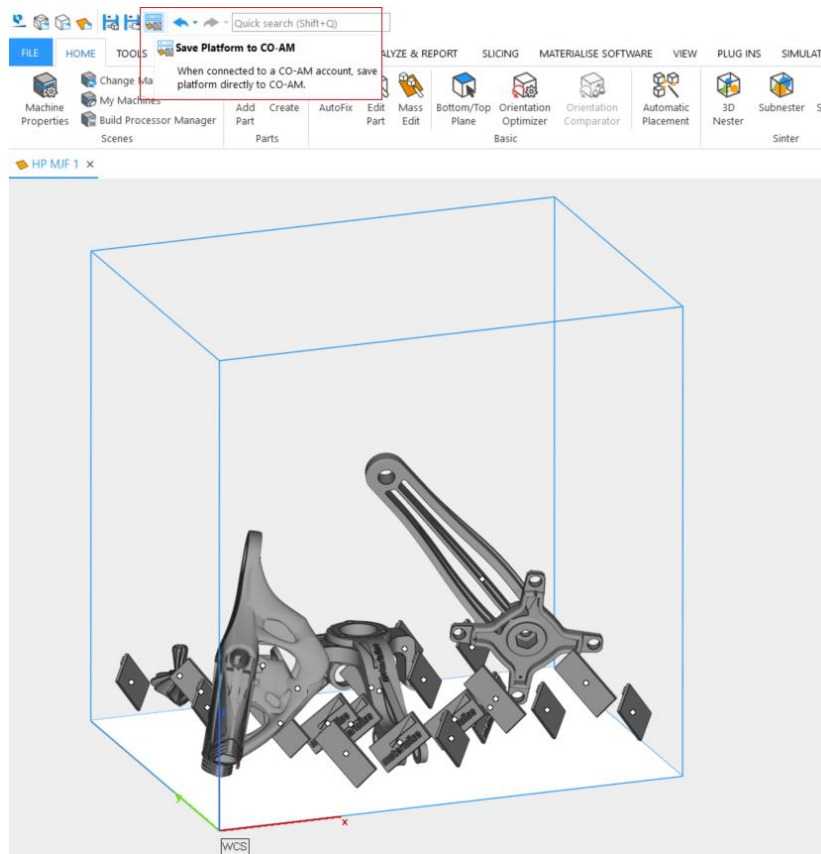 Quick search (Shift+Q)
Save Platform to CO-AM
When connected to a CO-AM account, save
platform directly to CO-AM.
FILE HOME TOOLS ALYZE & REPORT SLICING MATERIALISE SOFTWARE VIEW PLUG INS SIMULAT
Machine
Properties
Change Ma
My Machines
Build Processor Manager
Scenes
Add
Part
Create
Parts
AutoFix
Edit
Part
Mass
Edit
Bottom/Top
Plane
Orientation
Optimizer
Orientation
Comparator
Automatic
Placement
Basic
3D
Nester
Subnester
S
Sinter
HP MJF 1
y
x
WCS